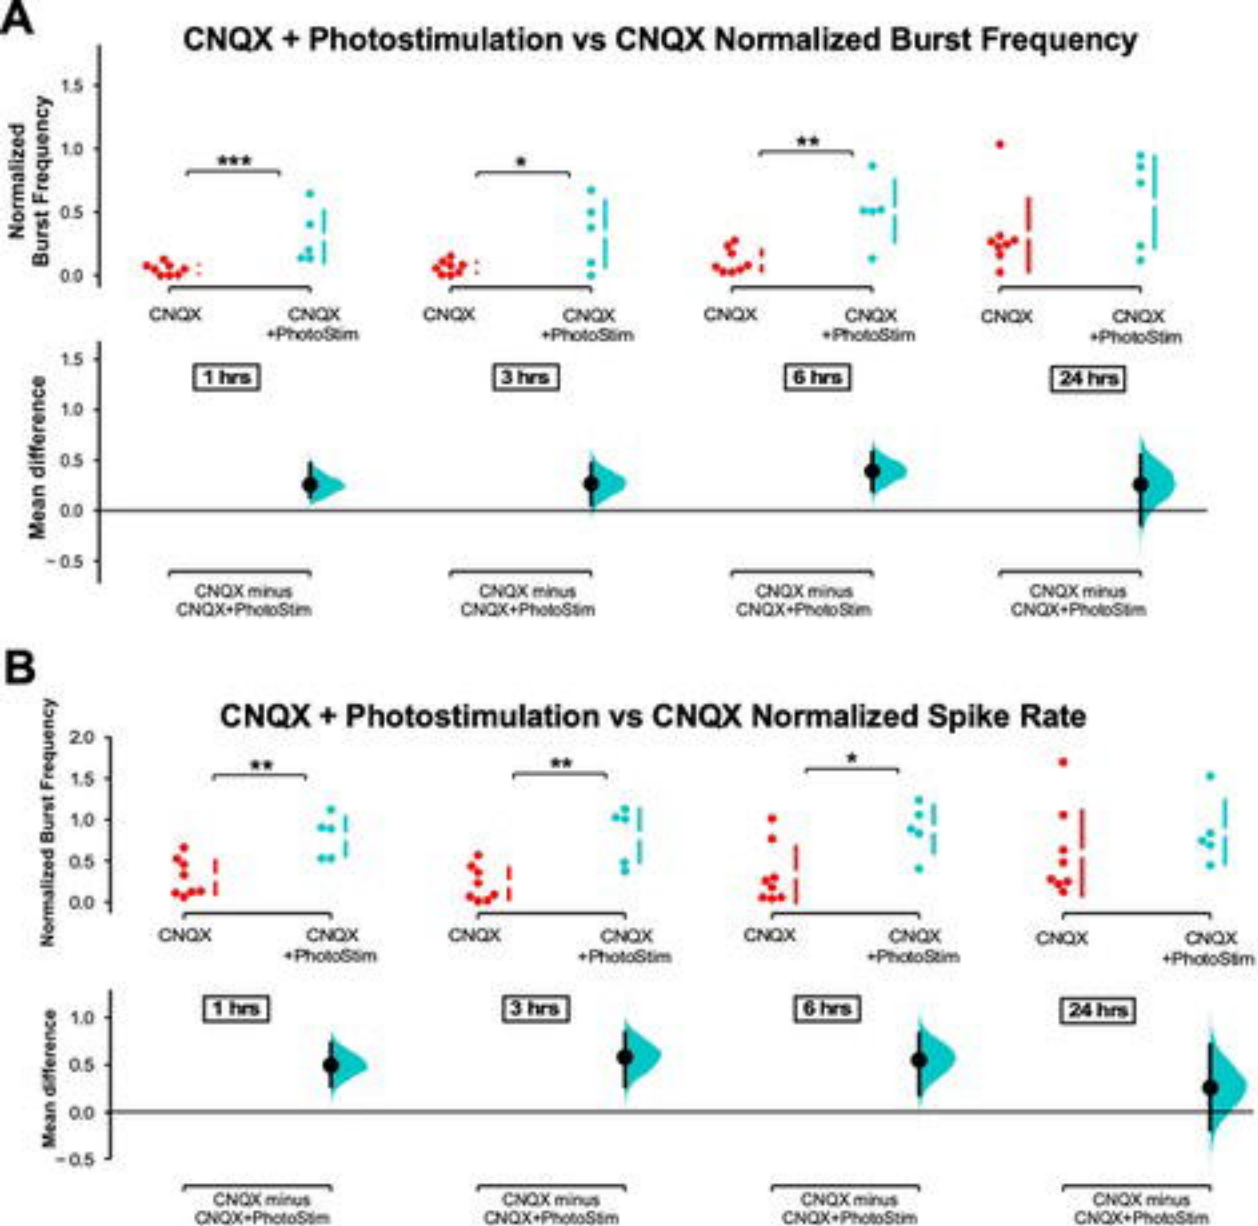 A
CNQX + Photostimulation vs CNQX Normalized Burst Frequency
Normalized
Burst Frequency
1.5
1.0
0.5
0.0
***
*
**
CNQX
CNQX
+PhotoStim
CNQX
CNQX
+PhotoStim
CNQX
CNQX
+PhotoStim
CNQX
CNQX
+PhotoStim
Mean difference
1.5
1.0
0.5
0.0
−0.5
1 hrs
3 hrs
6 hrs
24 hrs
CNQX minus
CNQX+PhotoStim
CNQX minus
CNQX+PhotoStim
CNQX minus
CNQX+PhotoStim
CNQX minus
CNQX+PhotoStim
B
CNQX + Photostimulation vs CNQX Normalized Spike Rate
Normalized Burst Frequency
2.0
1.5
1.0
0.5
0.0
**
**
*
CNQX
CNQX
+PhotoStim
CNQX
CNQX
+PhotoStim
CNQX
CNQX
+PhotoStim
CNQX
CNQX
+PhotoStim
Mean difference
1.0
0.5
0.0
−0.5
1 hrs
3 hrs
6 hrs
24 hrs
CNQX minus
CNQX+PhotoStim
CNQX minus
CNQX+PhotoStim
CNQX minus
CNQX+PhotoStim
CNQX minus
CNQX+PhotoStim